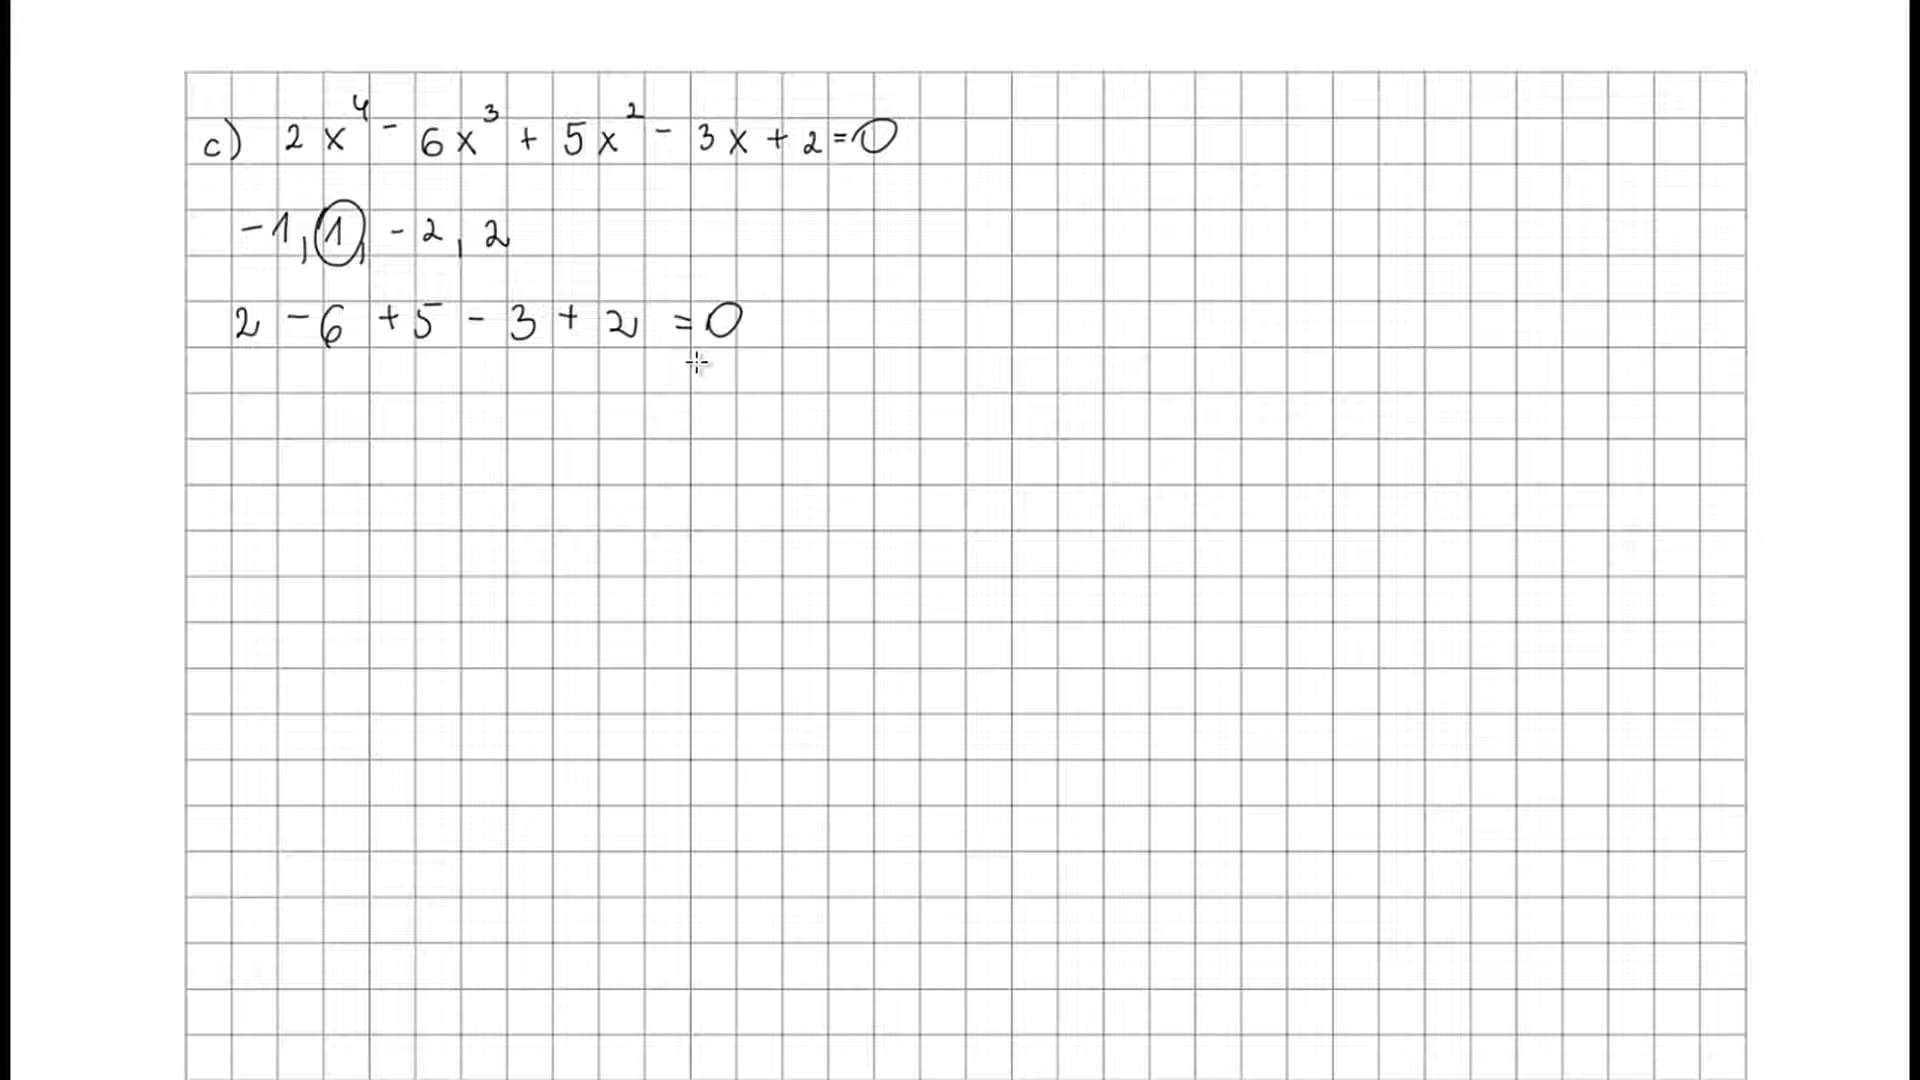 c) 2x⁴ - 6x³ + 5x² - 3x + 2 = 0
-1, 1, -2, 2
2 - 6 + 5 - 3 + 2 = 0